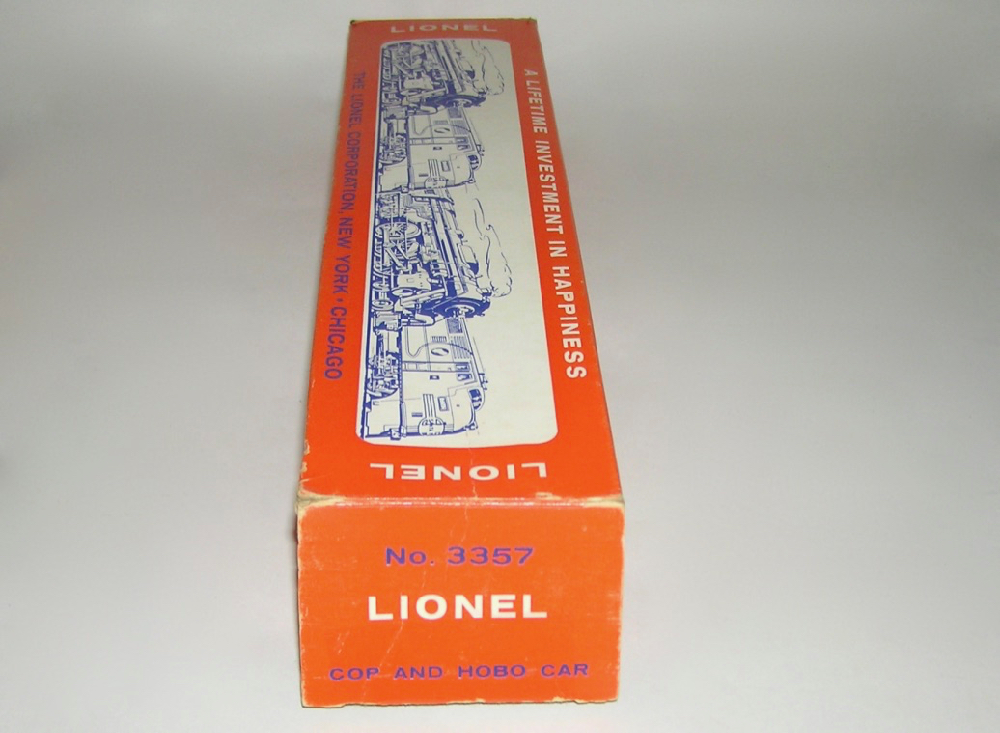 LIONEL
A LIFETIME INVESTMENT IN HAPPINESS
THE LIONEL CORPORATION, NEW YORK • CHICAGO
LIONEL
No. 3357
LIONEL
COP AND HOBO CAR